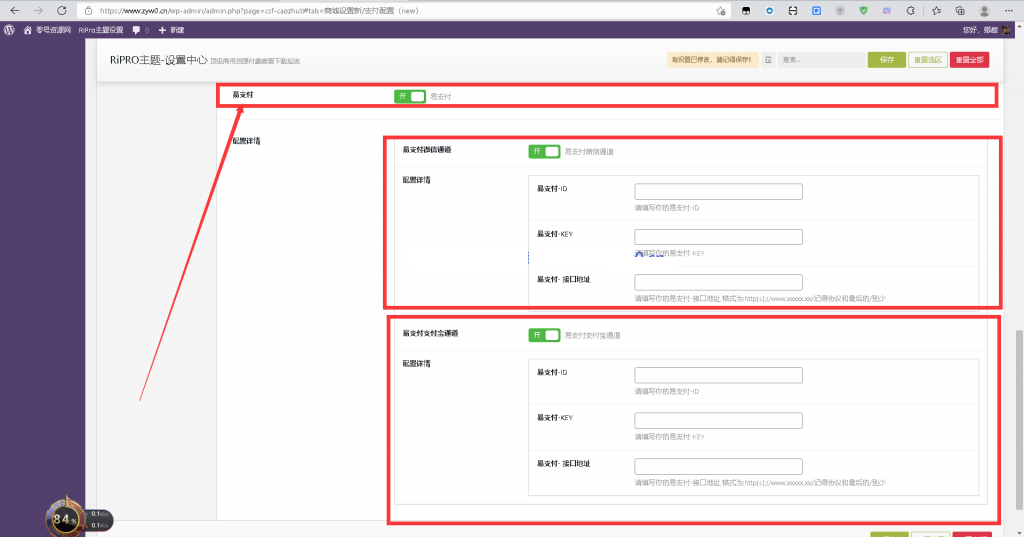 https://www.zyw0.cn/wp-admin/admin.php?page=csf-caozhuti#tab=商城设置新/支付配置（new）
零号资源网 RiPRO主题设置 0 新建 您好，
RiPRO主题-设置中心 顶级商用资源付费查看下载系统 有设置已修改，请记得保存! 搜索... 保存 重置选区 重置全部
易支付 开 易支付
配置详情
易支付微信通道 开 易支付微信通道
配置详情
易支付-ID
请填写你的易支付-ID
易支付-KEY
请填写你的易支付-KEY
易支付- 接口地址
请填写你的易支付-接口地址,格式为:http(s)://www.xxxxx.xx/记得协议和最后的/别少
易支付支付宝通道 开 易支付支付宝通道
配置详情
易支付-ID
请填写你的易支付-ID
易支付-KEY
请填写你的易支付-KEY
易支付- 接口地址
请填写你的易支付-接口地址,格式为:http(s)://www.xxxxx.xx/记得协议和最后的/别少
84%
0.1K/s
0.1K/s